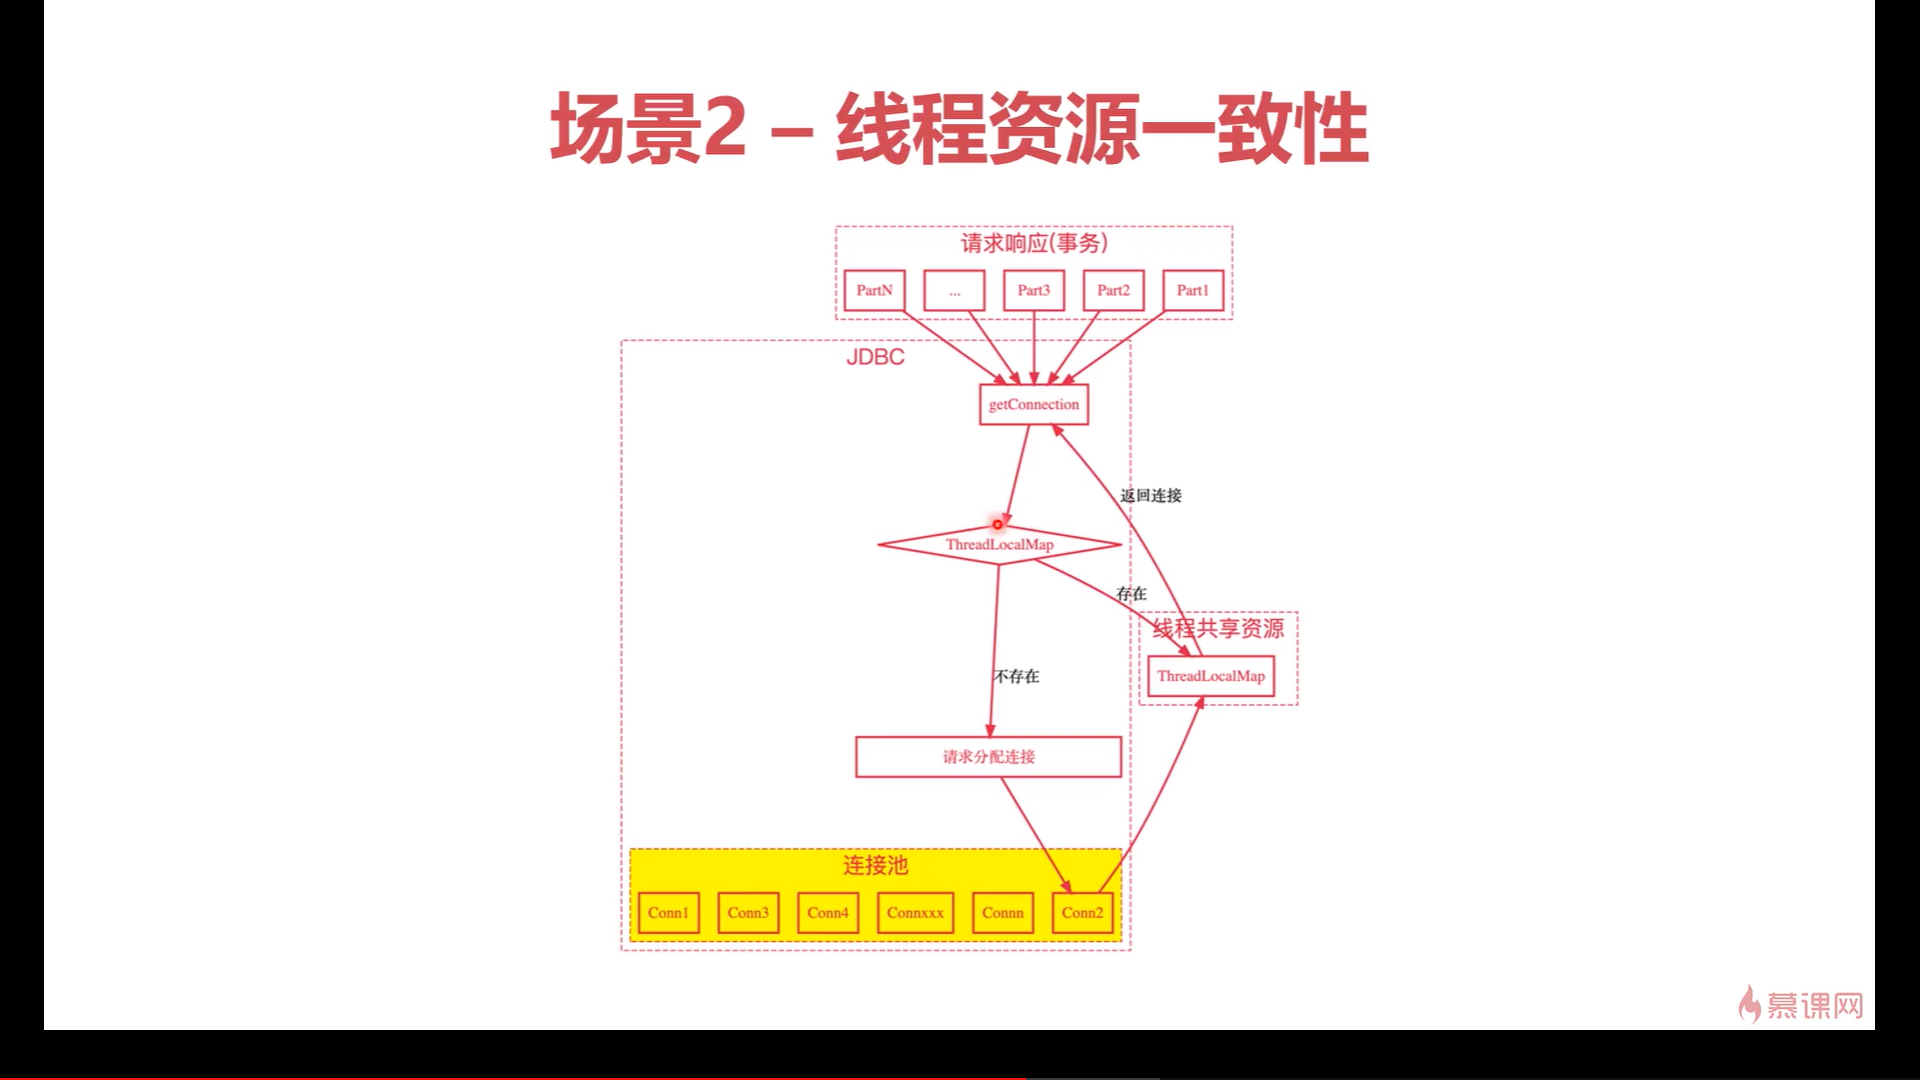 场景2 – 线程资源一致性
请求响应(事务)
PartN
...
Part3
Part2
Part1
JDBC
getConnection
返回连接
ThreadLocalMap
存在
线程共享资源
ThreadLocalMap
不存在
请求分配连接
连接池
Conn1
Conn3
Conn4
Connxxx
Connn
Conn2
慕课网